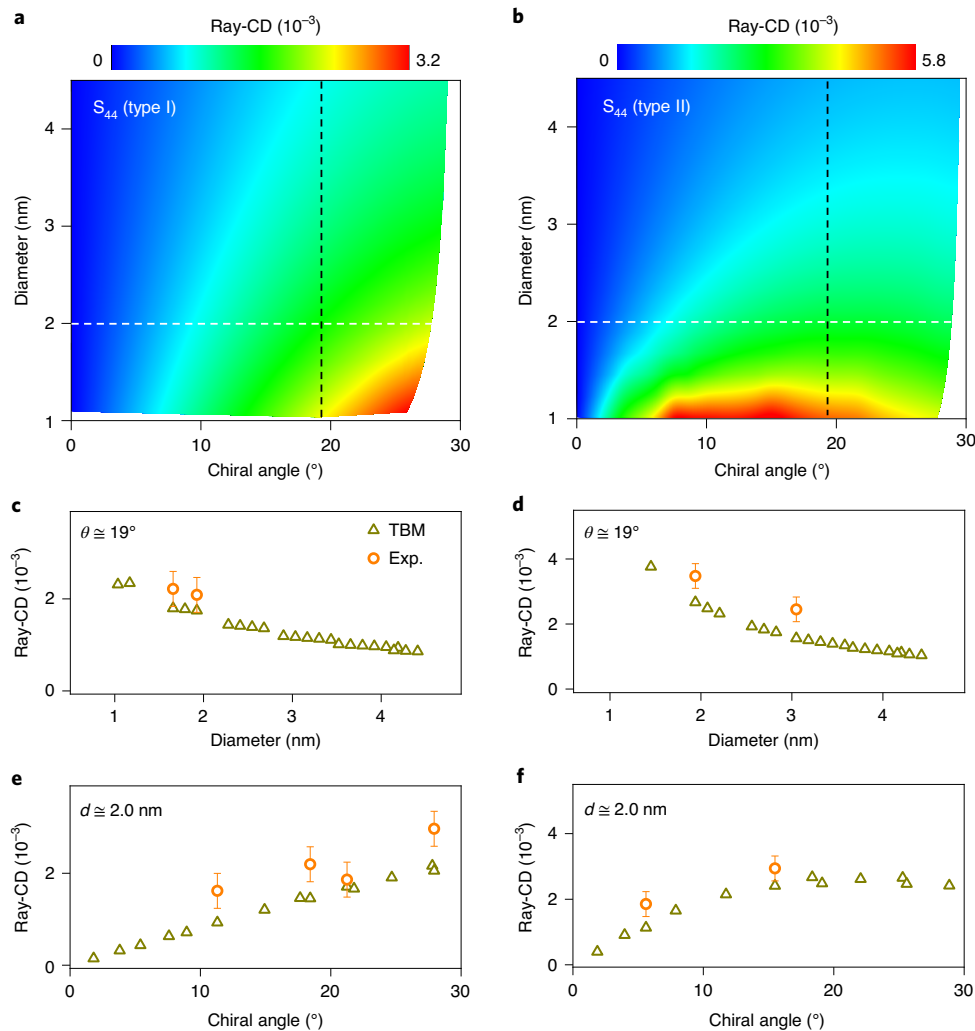 a
b
Ray-CD (10⁻³)
Ray-CD (10⁻³)
0
3.2
0
5.8
S₄₄ (type I)
S₄₄ (type II)
4
3
2
1
Diameter (nm)
0
10
20
30
Chiral angle (°)
4
3
2
1
Diameter (nm)
0
10
20
30
Chiral angle (°)
c
θ ≅ 19°
TBM
Exp.
2
0
Ray-CD (10⁻³)
1
2
3
4
Diameter (nm)
d
θ ≅ 19°
4
2
0
Ray-CD (10⁻³)
1
2
3
4
Diameter (nm)
e
d ≅ 2.0 nm
2
0
Ray-CD (10⁻³)
0
10
20
30
Chiral angle (°)
f
d ≅ 2.0 nm
4
2
0
Ray-CD (10⁻³)
0
10
20
30
Chiral angle (°)